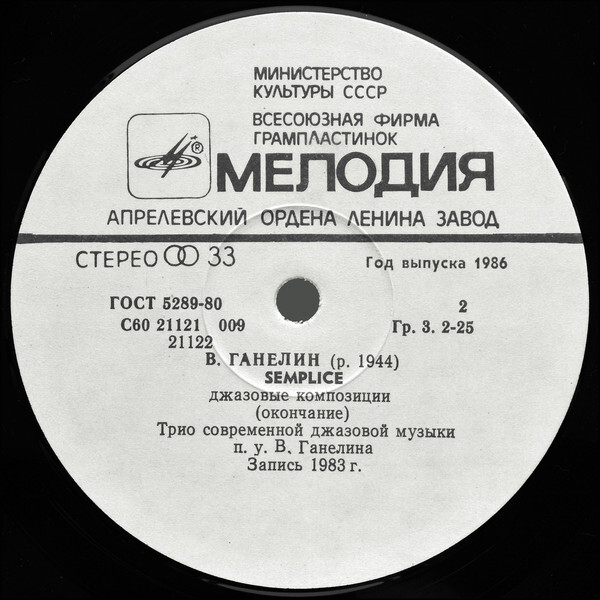 МИНИСТЕРСТВО
КУЛЬТУРЫ СССР
ВСЕСОЮЗНАЯ ФИРМА
ГРАМПЛАСТИНОК
® МЕЛОДИЯ
АПРЕЛЕВСКИЙ ОРДЕНА ЛЕНИНА ЗАВОД
СТЕРЕО 33
Год выпуска 1986
ГОСТ 5289-80
2
С60 21121 009
Гр. 3. 2-25
21122
В. ГАНЕЛИН (р. 1944)
SEMPLICE
джазовые композиции
(окончание)
Трио современной джазовой музыки
п. у. В. Ганелина
Запись 1983 г.